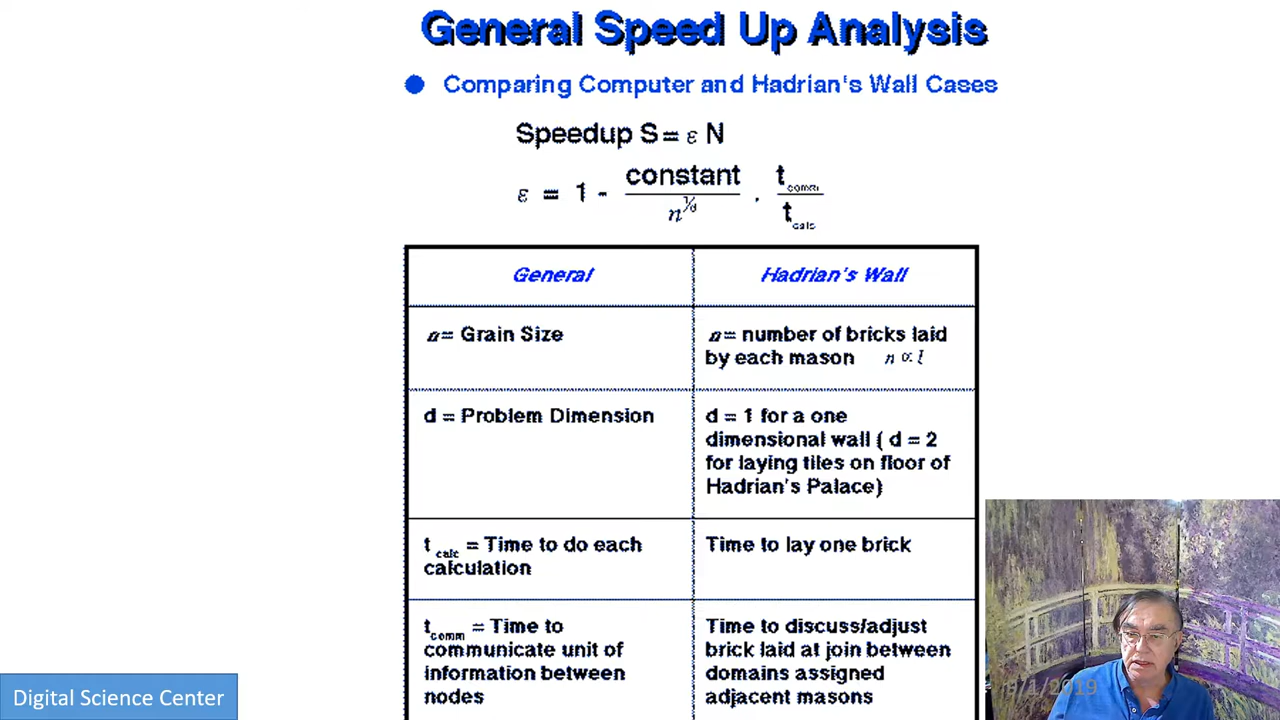 General Speed Up Analysis
● Comparing Computer and Hadrian's Wall Cases
Speedup S = ε N
ε = 1 - constant / n^1/d . t_comm / t_calc
General
Hadrian's Wall
n = Grain Size
n = number of bricks laid
by each mason n ∝ l
d = Problem Dimension
d = 1 for a one
dimensional wall ( d = 2
for laying tiles on floor of
Hadrian's Palace)
t calc = Time to do each
calculation
Time to lay one brick
t comm = Time to
communicate unit of
information between
nodes
Time to discuss/adjust
brick laid at join between
domains assigned
adjacent masons
Digital Science Center
/1/2019